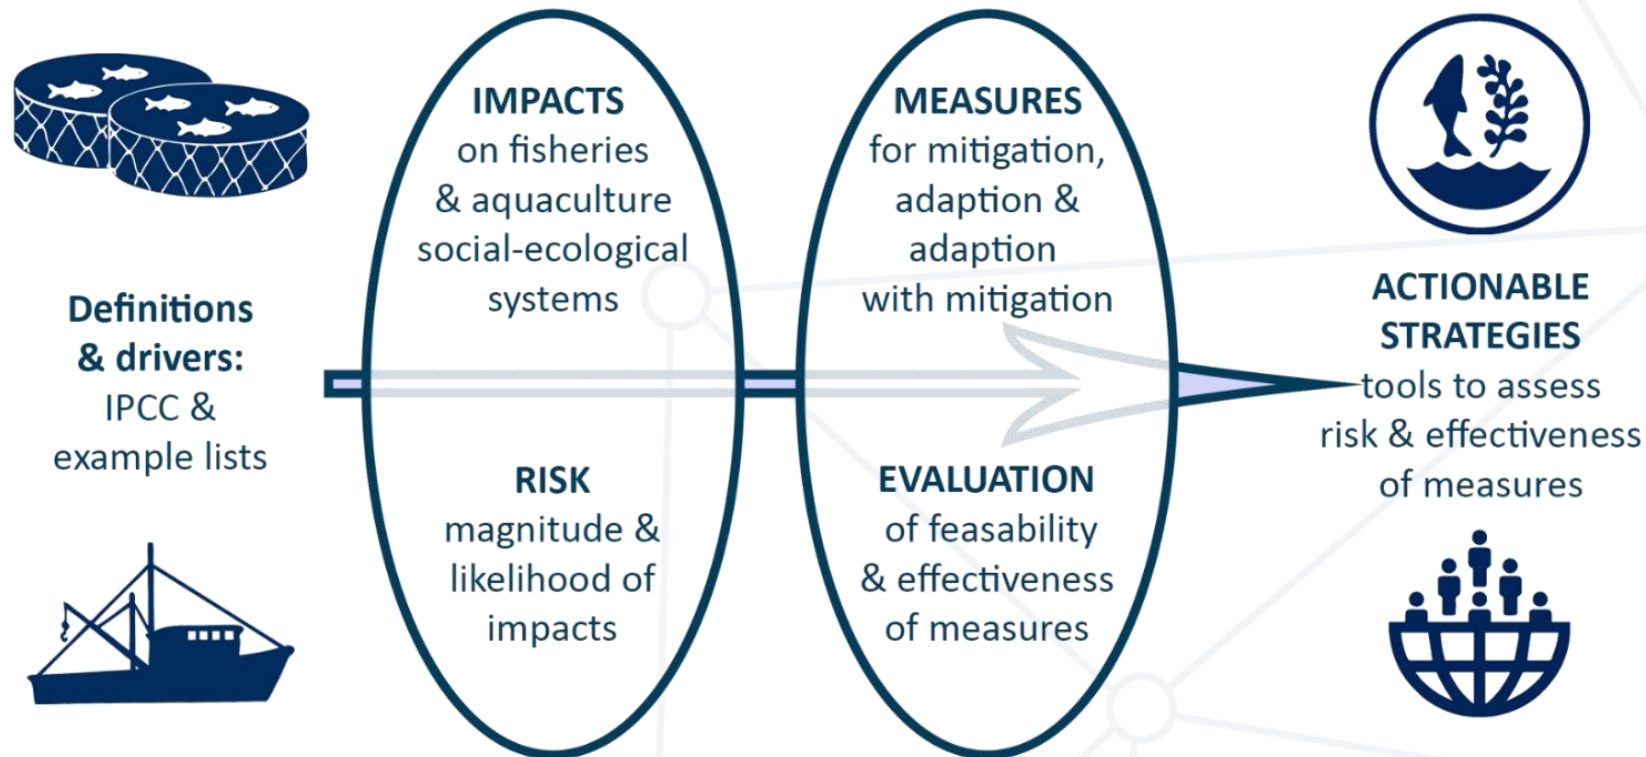 Definitions
& drivers:
IPCC &
example lists
IMPACTS
on fisheries
& aquaculture
social-ecological
systems
RISK
magnitude &
likelihood of
impacts
MEASURES
for mitigation,
adaption &
adaption
with mitigation
EVALUATION
of feasability
& effectiveness
of measures
ACTIONABLE
STRATEGIES
tools to assess
risk & effectiveness
of measures